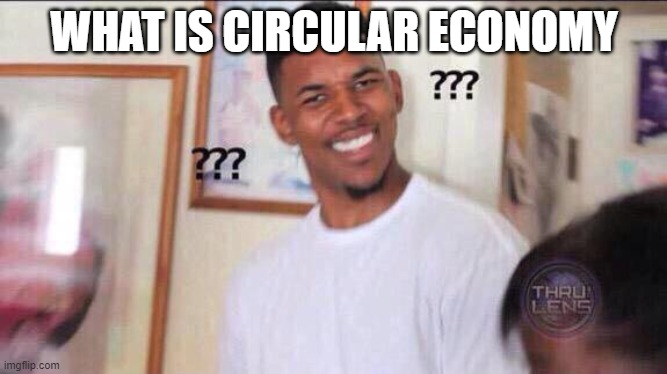 WHAT IS CIRCULAR ECONOMY
???
???
THRU
LENS
imgflip.com